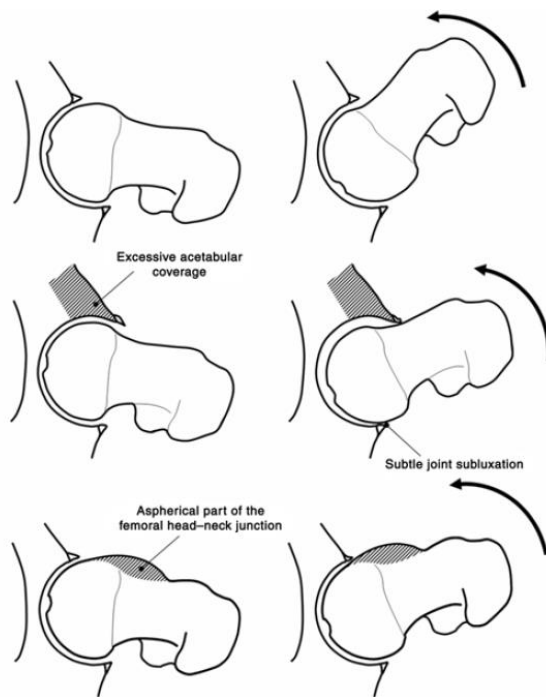 Excessive acetabular
coverage
Subtle joint subluxation
Aspherical part of the
femoral head–neck junction